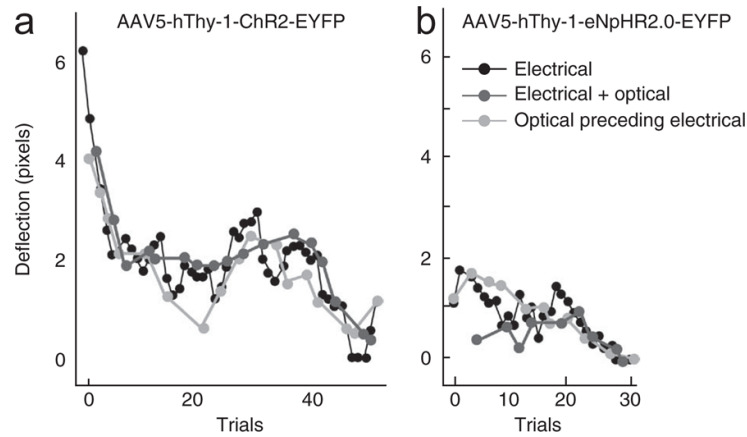 a
AAV5-hThy-1-ChR2-EYFP
6
4
2
0
Deflection (pixels)
0 20 40
Trials
b
AAV5-hThy-1-eNpHR2.0-EYFP
6
4
2
0
Electrical
Electrical + optical
Optical preceding electrical
0 10 20 30
Trials